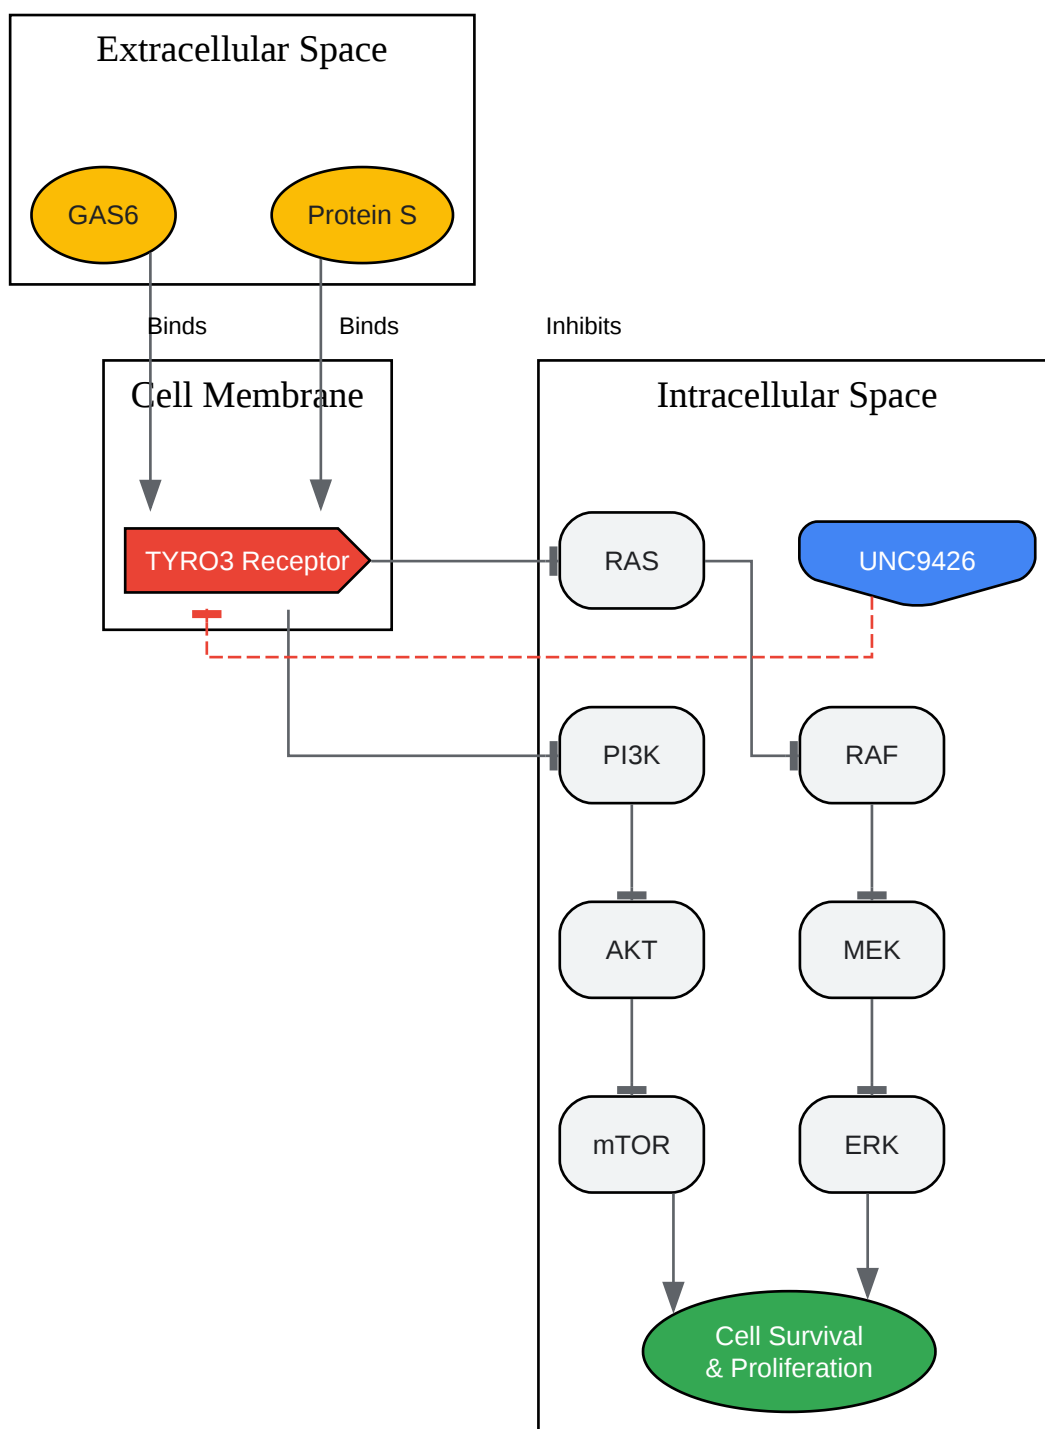 Extracellular Space
GAS6
Protein S
Binds
Binds
Inhibits
Cell Membrane
Intracellular Space
TYRO3 Receptor
RAS
UNC9426
PI3K
RAF
AKT
MEK
mTOR
ERK
Cell Survival
& Proliferation